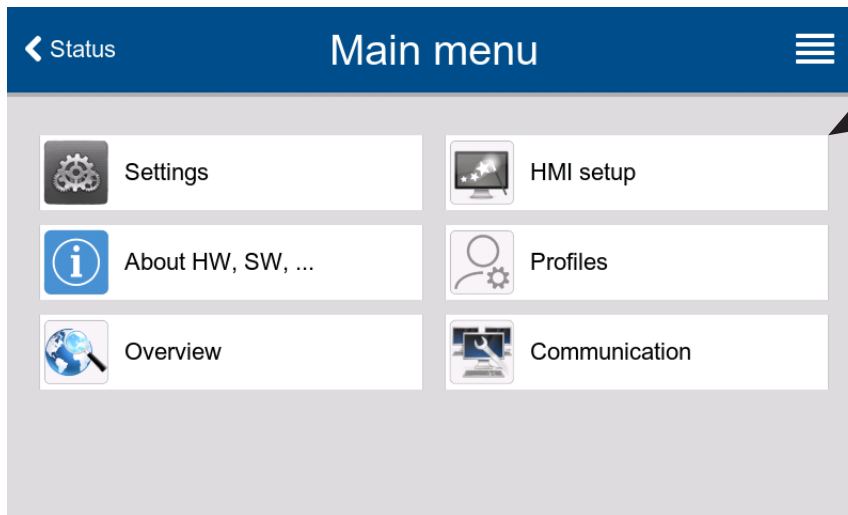 Status
Main menu
Settings
HMI setup
About HW, SW, ...
Profiles
Overview
Communication